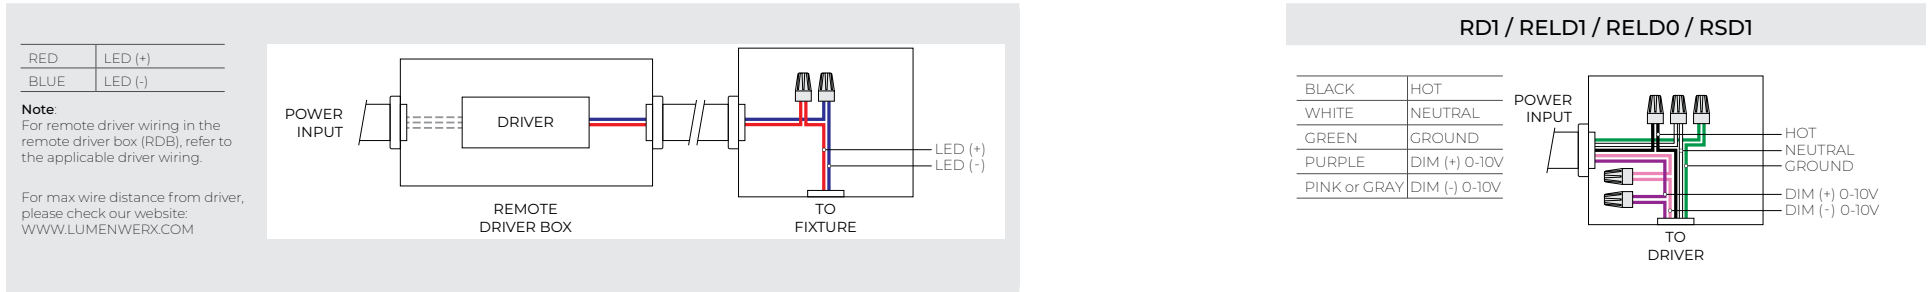 RED LED (+)
BLUE LED (-)
Note:
For remote driver wiring in the
remote driver box (RDB), refer to
the applicable driver wiring.
For max wire distance from driver,
please check our website:
WWW.LUMENWERX.COM
POWER
INPUT
DRIVER
REMOTE
DRIVER BOX
LED (+)
LED (-)
TO
FIXTURE
RD1 / RELD1 / RELD0 / RSD1
BLACK HOT
WHITE NEUTRAL
GREEN GROUND
PURPLE DIM (+) 0-10V
PINK or GRAY DIM (-) 0-10V
POWER
INPUT
HOT
NEUTRAL
GROUND
DIM (+) 0-10V
DIM (-) 0-10V
TO
DRIVER